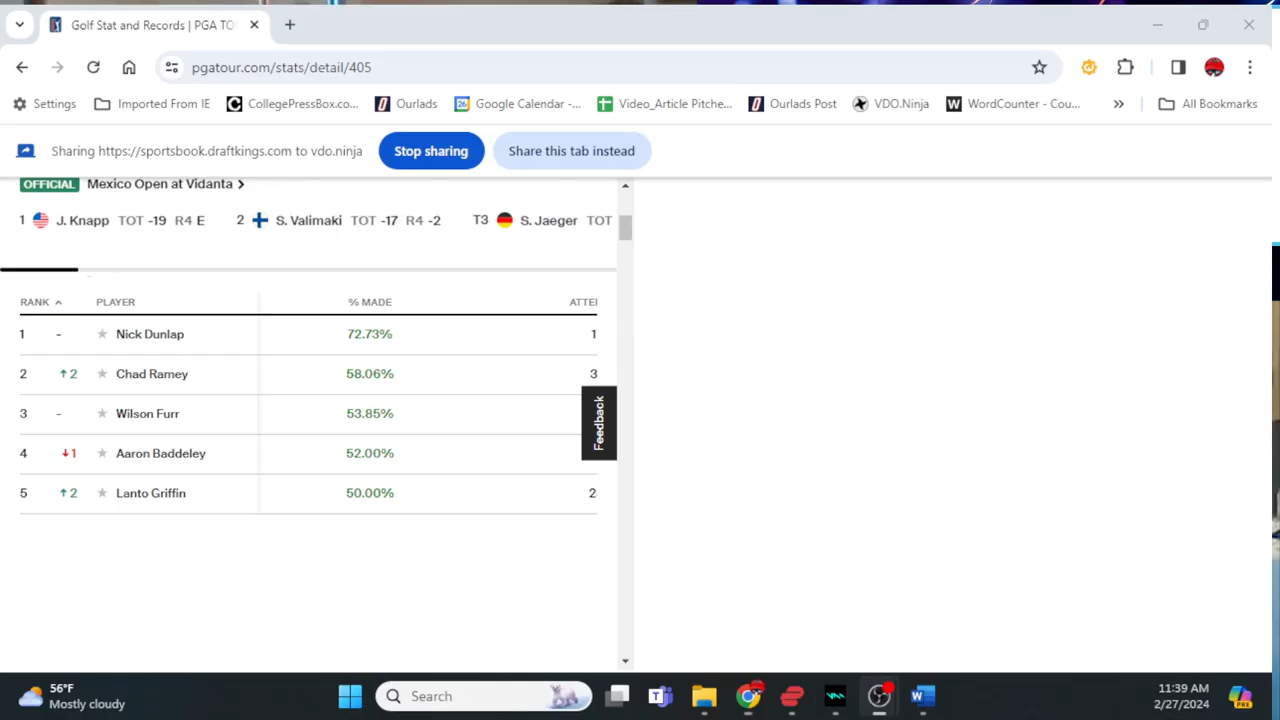 Golf Stat and Records | PGA TO
pgatour.com/stats/detail/405
Settings Imported From IE CollegePressBox.co... Ourlads Google Calendar -... Video_Article Pitche... Ourlads Post VDO.Ninja WordCounter - Cou... » All Bookmarks
Sharing https://sportsbook.draftkings.com to vdo.ninja Stop sharing Share this tab instead
OFFICIAL Mexico Open at Vidanta
1 J. Knapp TOT -19 R4 E 2 S. Valimaki TOT -17 R4 -2 T3 S. Jaeger TOT
RANK PLAYER % MADE ATTEI
1 - Nick Dunlap 72.73% 1
2 ↑2 Chad Ramey 58.06% 3
3 - Wilson Furr 53.85%
4 ↓1 Aaron Baddeley 52.00%
5 ↑2 Lanto Griffin 50.00% 2
Feedback
56°F
Mostly cloudy
Search
11:39 AM
2/27/2024